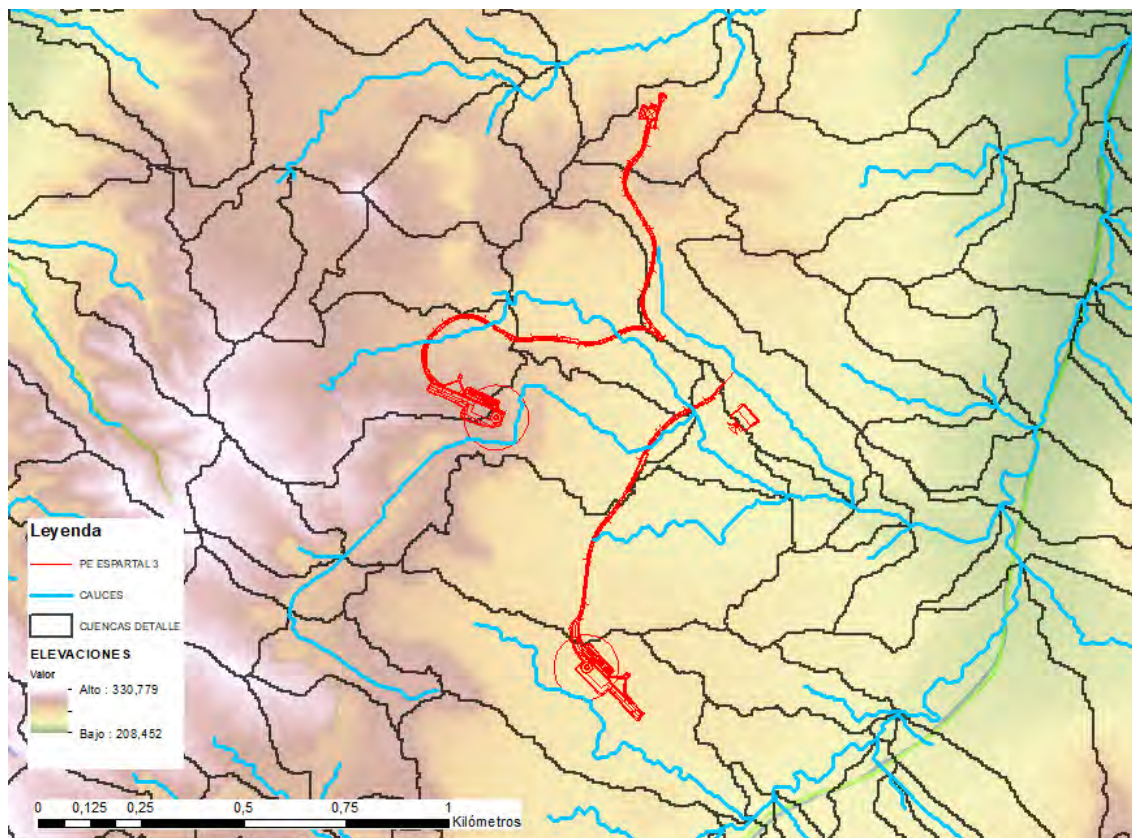 Leyenda
PE ESPARTAL 3
CAUCES
CUENCAS DETALLE
ELEVACIONES
Valor
Alto : 330,779
Bajo : 208,452
0 0,125 0,25 0,5 0,75 1
Kilómetros